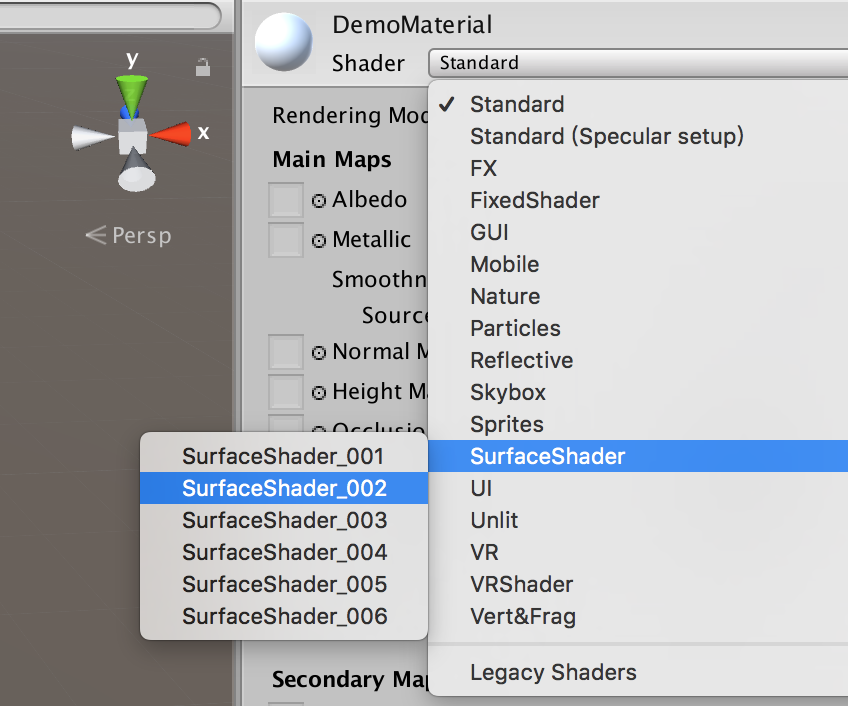 DemoMaterial
Shader
Standard
y
x
Persp
Rendering Mod
Main Maps
Albedo
Metallic
Smoothn
Source
Normal M
Height Ma
Occlusio
Secondary Map
Standard
Standard (Specular setup)
FX
FixedShader
GUI
Mobile
Nature
Particles
Reflective
Skybox
Sprites
SurfaceShader
UI
Unlit
VR
VRShader
Vert&Frag
Legacy Shaders
SurfaceShader_001
SurfaceShader_002
SurfaceShader_003
SurfaceShader_004
SurfaceShader_005
SurfaceShader_006